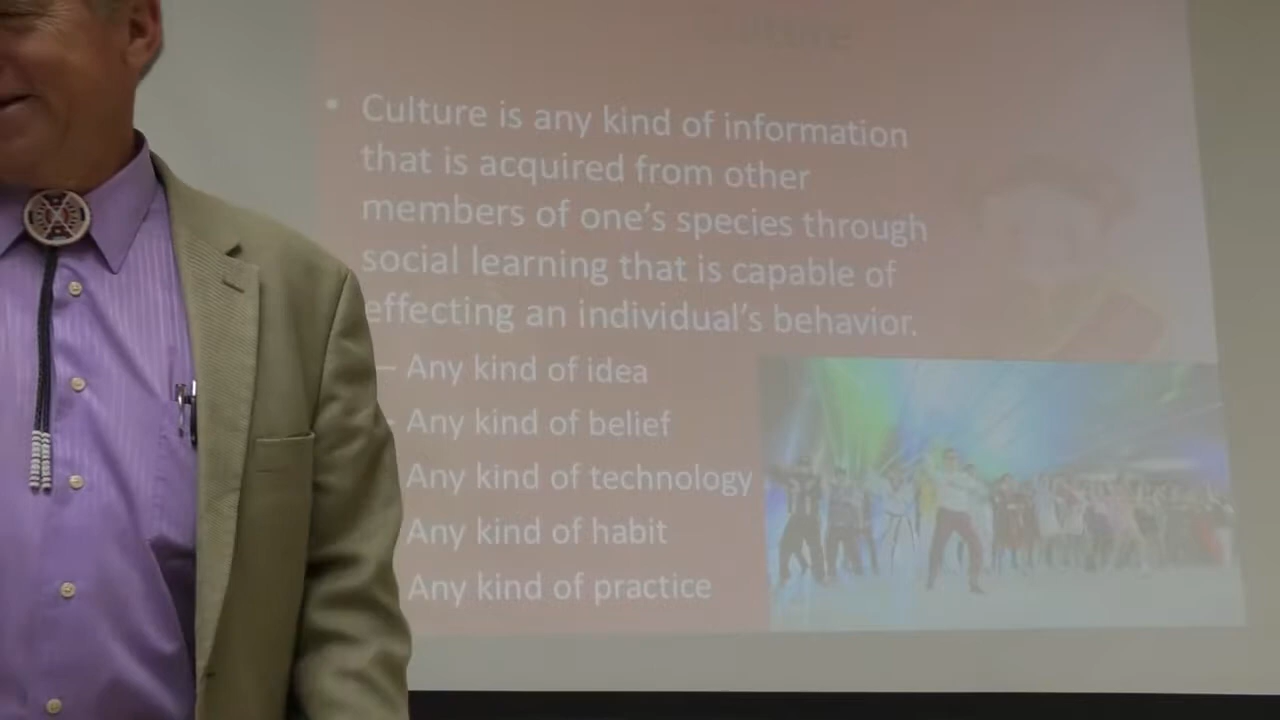 Culture
• Culture is any kind of information
that is acquired from other
members of one's species through
social learning that is capable of
effecting an individual's behavior.
– Any kind of idea
- Any kind of belief
Any kind of technology
Any kind of habit
Any kind of practice